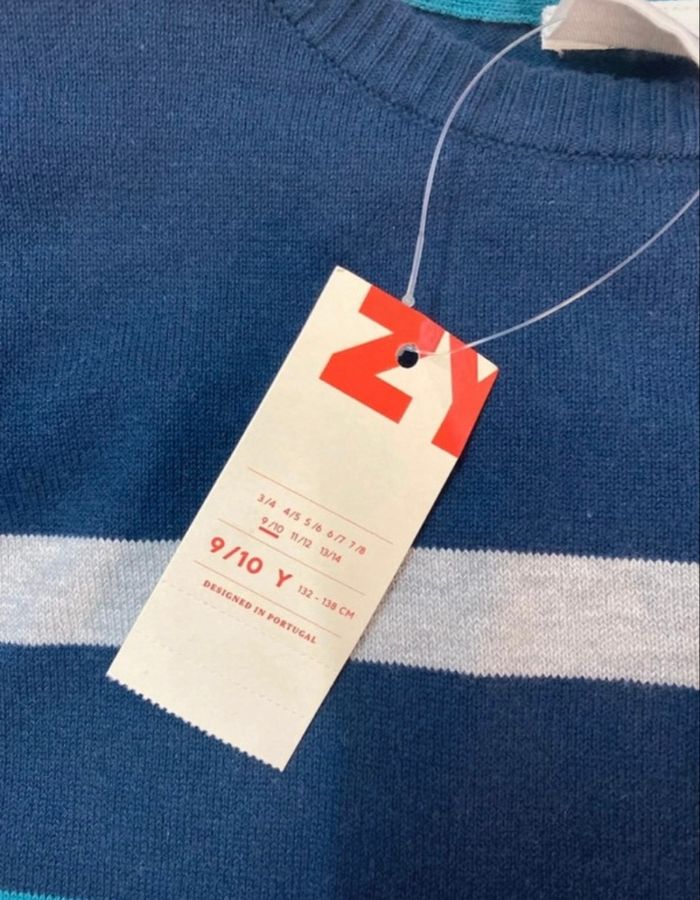 ZY
3/4 4/5 5/6 6/7 7/8
9/10 11/12 13/14
9/10 Y 132 - 138 CM
DESIGNED IN PORTUGAL